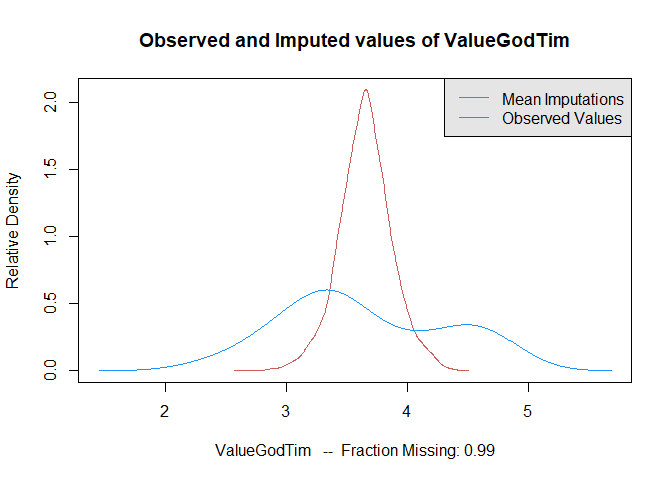 Observed and Imputed values of ValueGodTim
Mean Imputations
Observed Values
Relative Density
2.0
1.5
1.0
0.5
0.0
2 3 4 5
ValueGodTim -- Fraction Missing: 0.99